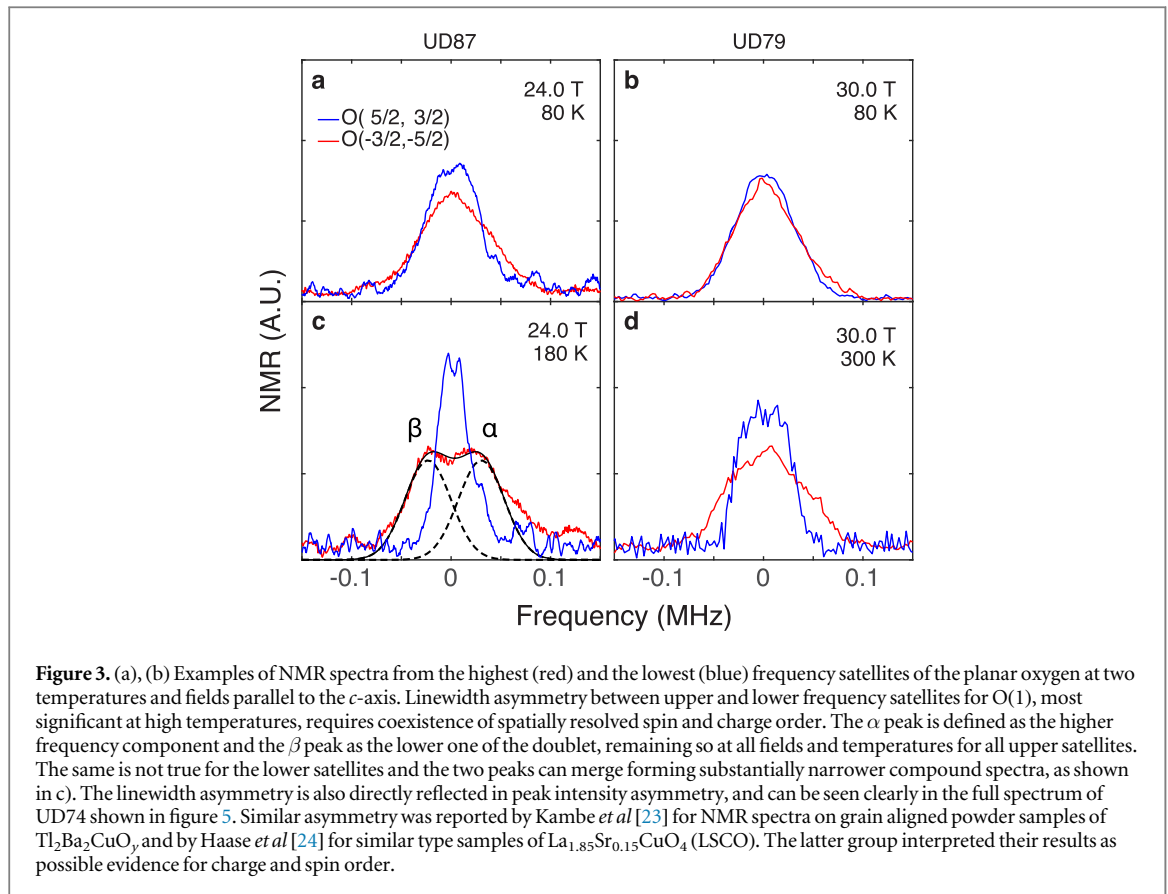 UD87
UD79
a
24.0 T
80 K
O( 5/2, 3/2)
O(-3/2,-5/2)
b
30.0 T
80 K
c
24.0 T
180 K
β
α
d
30.0 T
300 K
NMR (A.U.)
-0.1 0 0.1
-0.1 0 0.1
Frequency (MHz)
Figure 3. (a), (b) Examples of NMR spectra from the highest (red) and the lowest (blue) frequency satellites of the planar oxygen at two
temperatures and fields parallel to the c-axis. Linewidth asymmetry between upper and lower frequency satellites for O(1), most
significant at high temperatures, requires coexistence of spatially resolved spin and charge order. The α peak is defined as the higher
frequency component and the β peak as the lower one of the doublet, remaining so at all fields and temperatures for all upper satellites.
The same is not true for the lower satellites and the two peaks can merge forming substantially narrower compound spectra, as shown
in c). The linewidth asymmetry is also directly reflected in peak intensity asymmetry, and can be seen clearly in the full spectrum of
UD74 shown in figure 5. Similar asymmetry was reported by Kambe et al [23] for NMR spectra on grain aligned powder samples of
Tl₂Ba₂CuOᵧ and by Haase et al [24] for similar type samples of La₁.₈₅Sr₀.₁₅CuO₄ (LSCO). The latter group interpreted their results as
possible evidence for charge and spin order.